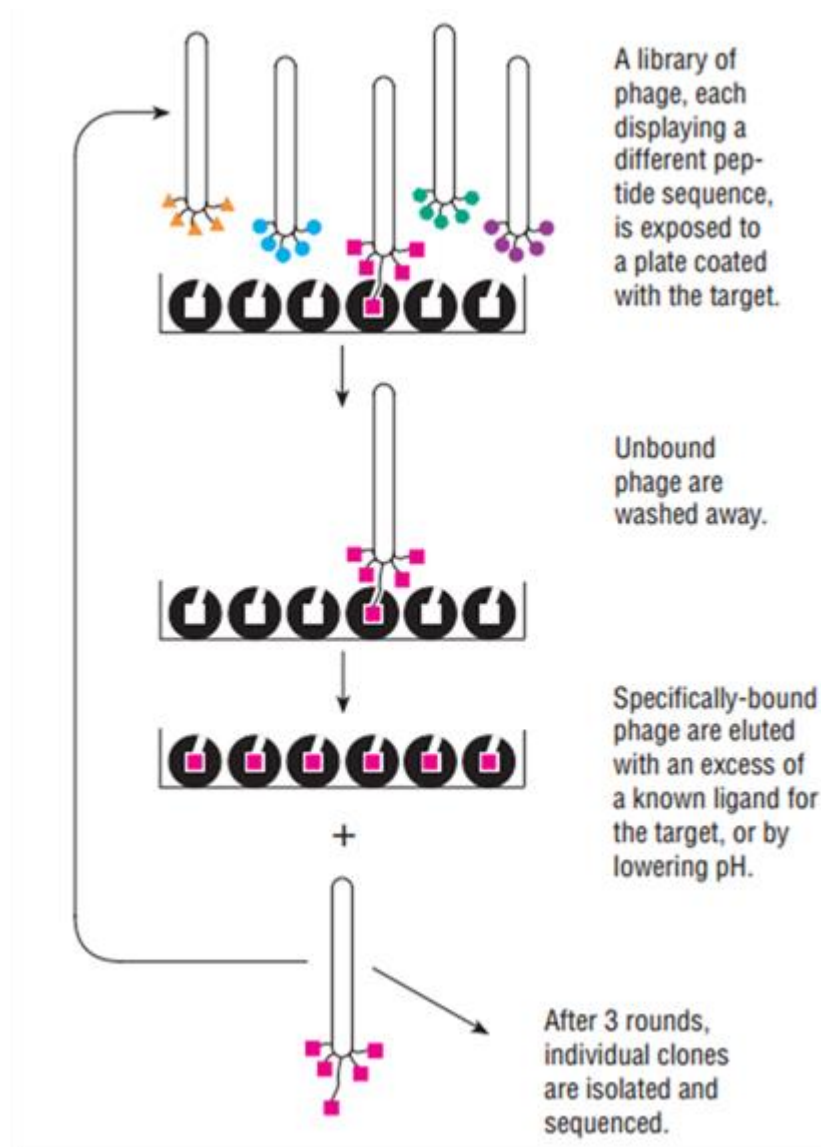 A library of
phage, each
displaying a
different pep-
tide sequence,
is exposed to
a plate coated
with the target.
Unbound
phage are
washed away.
Specifically-bound
phage are eluted
with an excess of
a known ligand for
the target, or by
lowering pH.
+
After 3 rounds,
individual clones
are isolated and
sequenced.